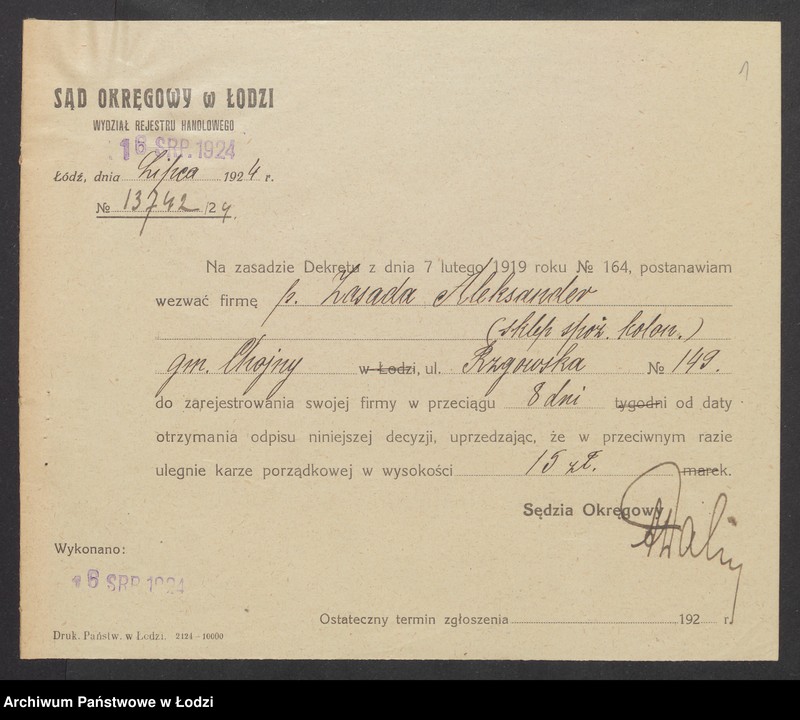 1
SĄD OKRĘGOWY w ŁODZI
WYDZIAŁ REJESTRU HANDLOWEGO
16 SRP. 1924
Łódź, dnia Lipca 1924 r.
№ 13742/24.
Na zasadzie Dekretu z dnia 7 lutego 1919 roku № 164, postanawiam
wezwać firmę p. Zasada Aleksander
(sklep spoż. kolon.)
gm. Chojny w Łodzi, ul. Rzgowska № 149.
do zarejestrowania swojej firmy w przeciągu 8 dni tygodni od daty
otrzymania odpisu niniejszej decyzji, uprzedzając, że w przeciwnym razie
ulegnie karze porządkowej w wysokości 15 zł. marek.
Sędzia Okręgowy
Wykonano:
16 SRP. 1924
Ostateczny termin zgłoszenia 192 r.
Druk. Państw. w Łodzi. 2124-10000
Archiwum Państwowe w Łodzi